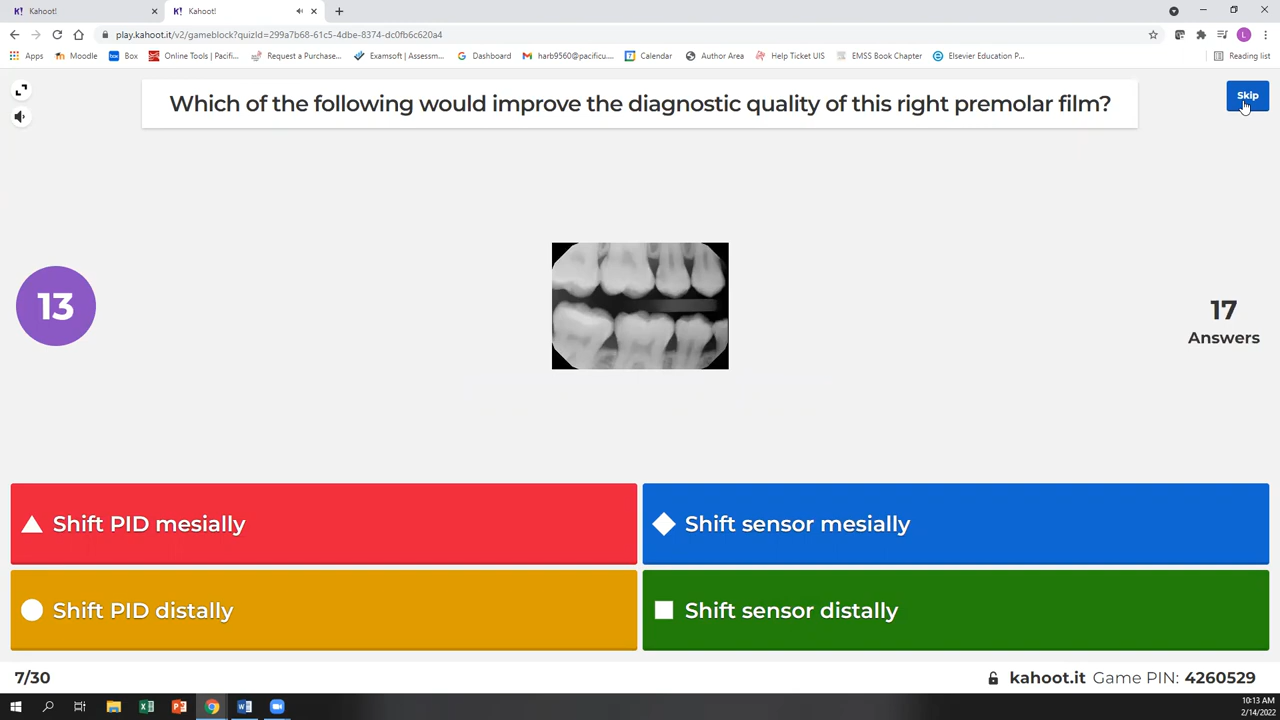 Kahoot!
Kahoot!
play.kahoot.it/v2/gameblock?quizId=299a7b68-61c5-4dbe-8374-dc0fb6c620a4
Apps Moodle Box Online Tools | Pacifi... Request a Purchase... Examsoft | Assessm... Dashboard harb9560@pacificu... Calendar Author Area Help Ticket UIS EMSS Book Chapter Elsevier Education P... Reading list
Which of the following would improve the diagnostic quality of this right premolar film?
Skip
13
17
Answers
Shift PID mesially
Shift sensor mesially
Shift PID distally
Shift sensor distally
7/30
kahoot.it Game PIN: 4260529
10:13 AM
2/14/2022